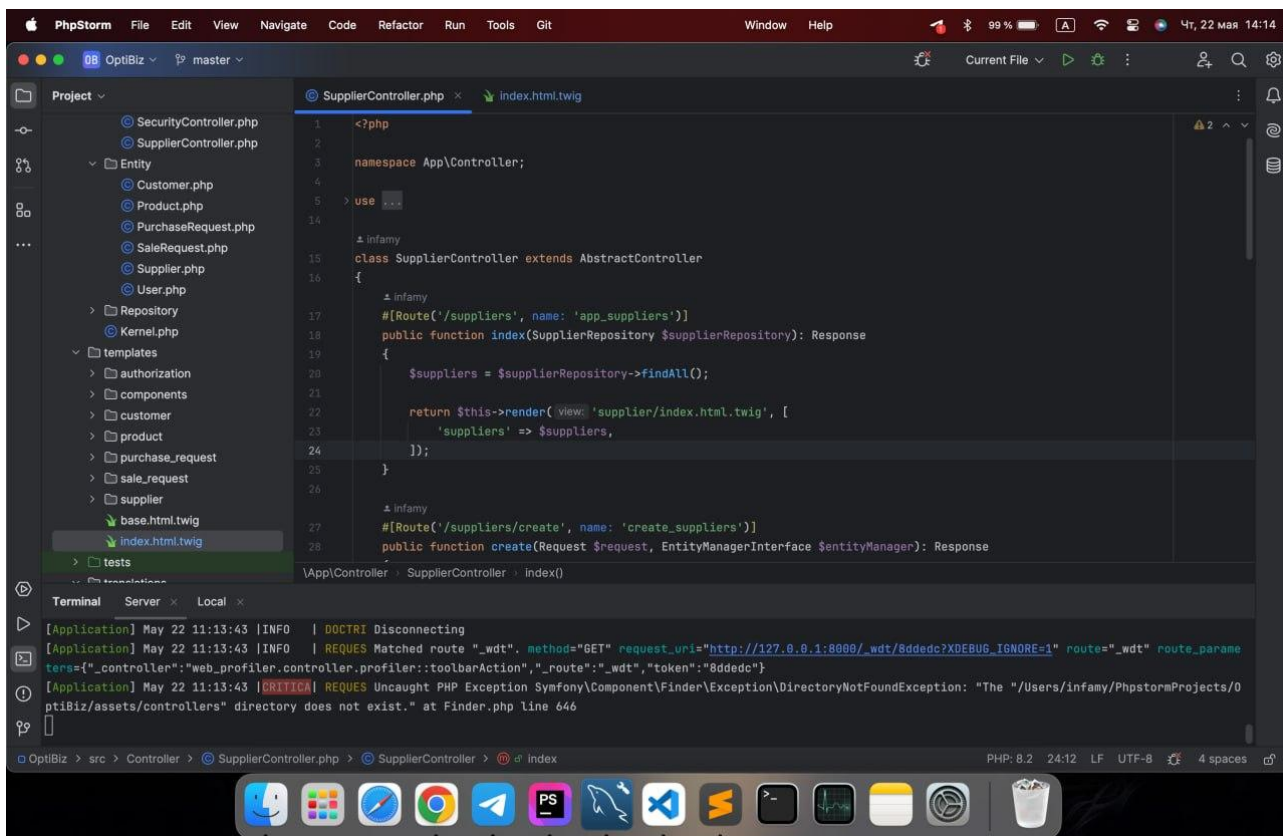 PhpStorm File Edit View Navigate Code Refactor Run Tools Git Window Help 99 % A Чт, 22 мая 14:14
OB OptiBiz master Current File
Project
SupplierController.php × index.html.twig
SecurityController.php
SupplierController.php
Entity
Customer.php
Product.php
PurchaseRequest.php
SaleRequest.php
Supplier.php
User.php
Repository
Kernel.php
templates
authorization
components
customer
product
purchase_request
sale_request
supplier
base.html.twig
index.html.twig
tests
translations
2
1 <?php
2
3 namespace App\Controller;
4
5 use ...
14
infamy
15 class SupplierController extends AbstractController
16 {
infamy
17 #[Route('/suppliers', name: 'app_suppliers')]
18 public function index(SupplierRepository $supplierRepository): Response
19 {
20 $suppliers = $supplierRepository->findAll();
21
22 return $this->render( view: 'supplier/index.html.twig', [
23 'suppliers' => $suppliers,
24 ]);
25 }
26
infamy
27 #[Route('/suppliers/create', name: 'create_suppliers')]
28 public function create(Request $request, EntityManagerInterface $entityManager): Response
\App\Controller › SupplierController › index()
Terminal Server × Local ×
[Application] May 22 11:13:43 |INFO | DOCTRI Disconnecting
[Application] May 22 11:13:43 |INFO | REQUES Matched route "_wdt". method="GET" request_uri="http://127.0.0.1:8000/_wdt/8ddedc?XDEBUG_IGNORE=1" route="_wdt" route_parame
ters={"_controller":"web_profiler.controller.profiler::toolbarAction","_route":"_wdt","token":"8ddedc"}
[Application] May 22 11:13:43 |CRITICA| REQUES Uncaught PHP Exception Symfony\Component\Finder\Exception\DirectoryNotFoundException: "The "/Users/infamy/PhpstormProjects/O
ptiBiz/assets/controllers" directory does not exist." at Finder.php line 646
OptiBiz > src > Controller > SupplierController.php > SupplierController > index PHP: 8.2 24:12 LF UTF-8 4 spaces
PS